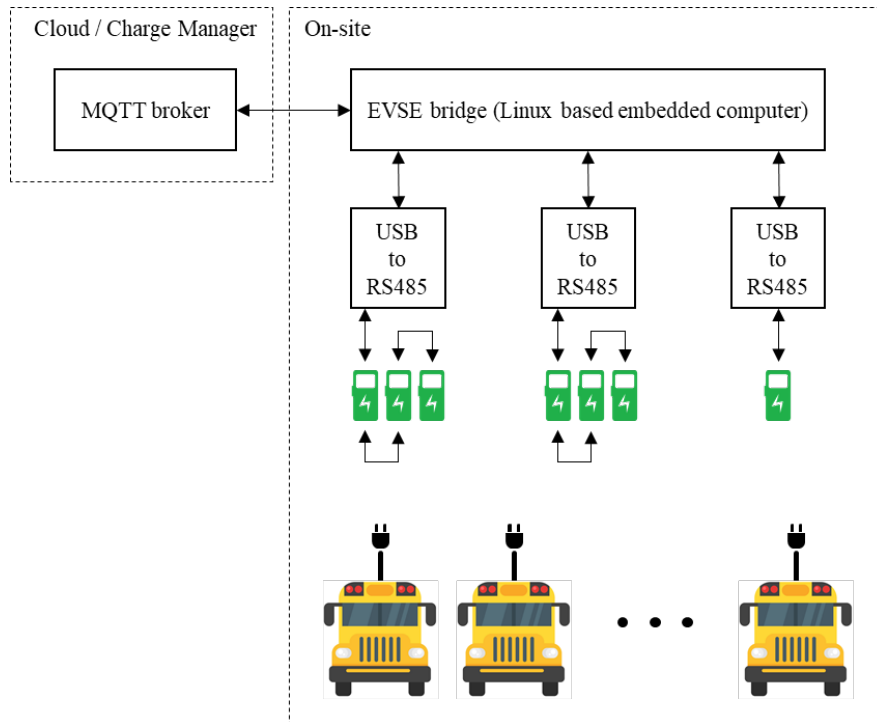 Cloud / Charge Manager
On-site
MQTT broker
EVSE bridge (Linux based embedded computer)
USB
to
RS485
USB
to
RS485
USB
to
RS485